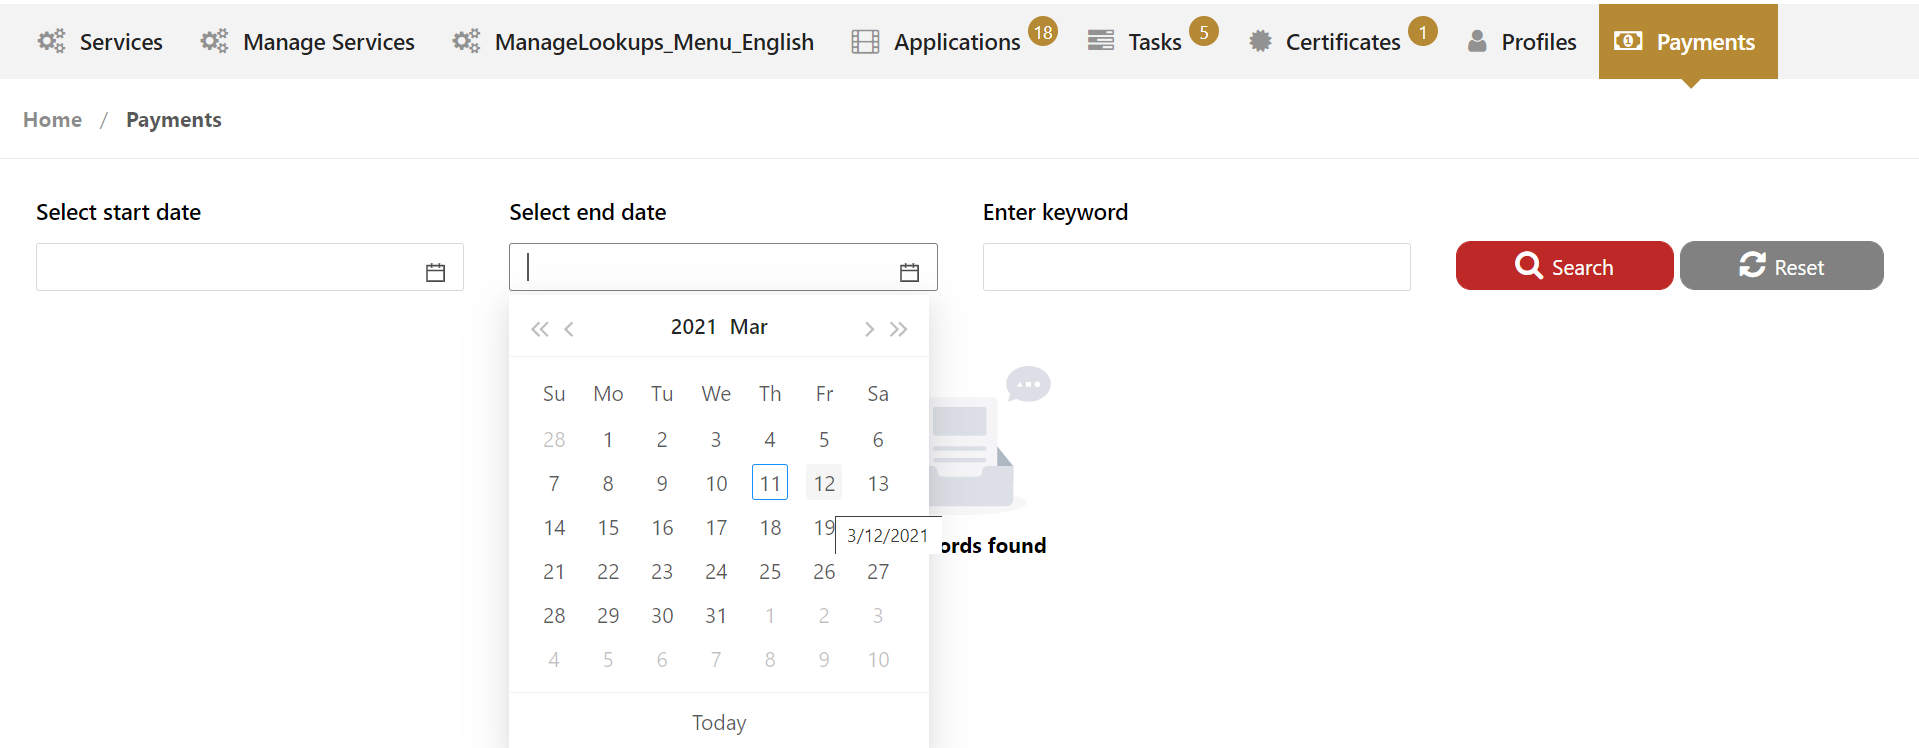 Services Manage Services ManageLookups_Menu_English Applications 18 Tasks 5 Certificates 1 Profiles Payments
Home / Payments
Select start date Select end date Enter keyword
Search Reset
2021 Mar
Su Mo Tu We Th Fr Sa
28 1 2 3 4 5 6
7 8 9 10 11 12 13
14 15 16 17 18 19
3/12/2021
ords found
21 22 23 24 25 26 27
28 29 30 31 1 2 3
4 5 6 7 8 9 10
Today